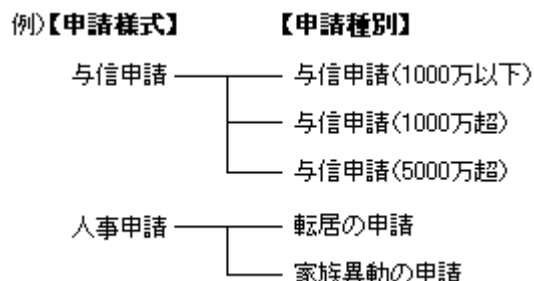 例)【申請様式】 【申請種別】
与信申請 与信申請(1000万以下)
与信申請(1000万超)
与信申請(5000万超)
人事申請 転居の申請
家族異動の申請